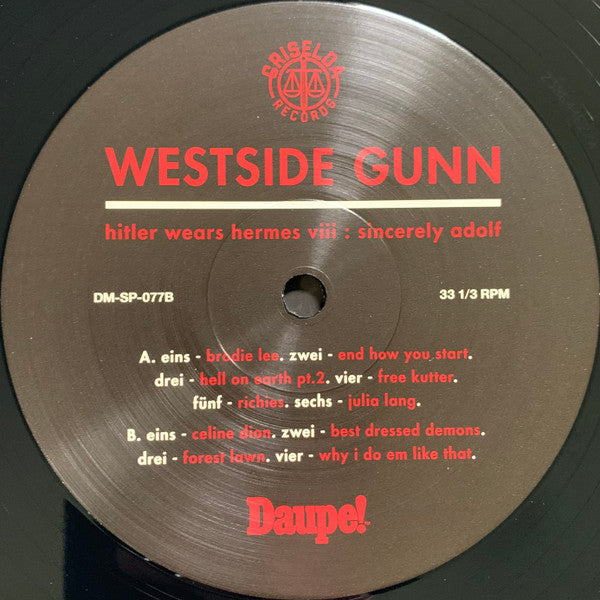 GRISELDA
RECORDS
WESTSIDE GUNN
hitler wears hermes viii : sincerely adolf
DM-SP-077B
33 1/3 RPM
A. eins - brodie lee. zwei - end how you start.
drei - hell on earth pt.2. vier - free kutter.
fünf - richies. sechs - julia lang.
B. eins - celine dion. zwei - best dressed demons.
drei - forest lawn. vier - why i do em like that.
Daupe!